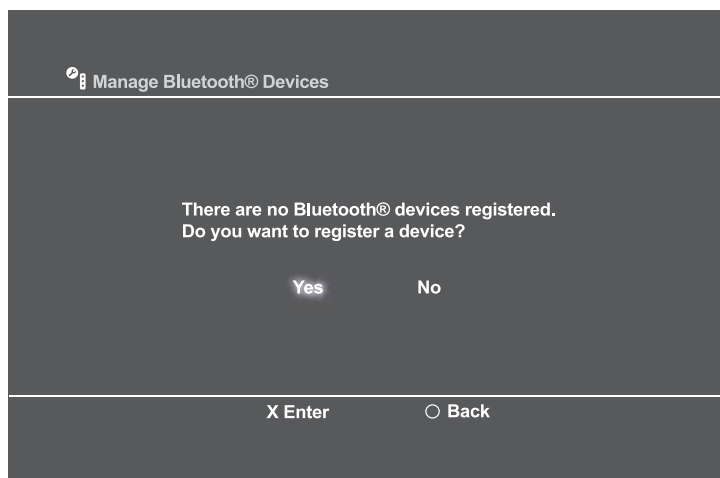 Manage Bluetooth® Devices
There are no Bluetooth® devices registered.
Do you want to register a device?
Yes No
X Enter ○ Back